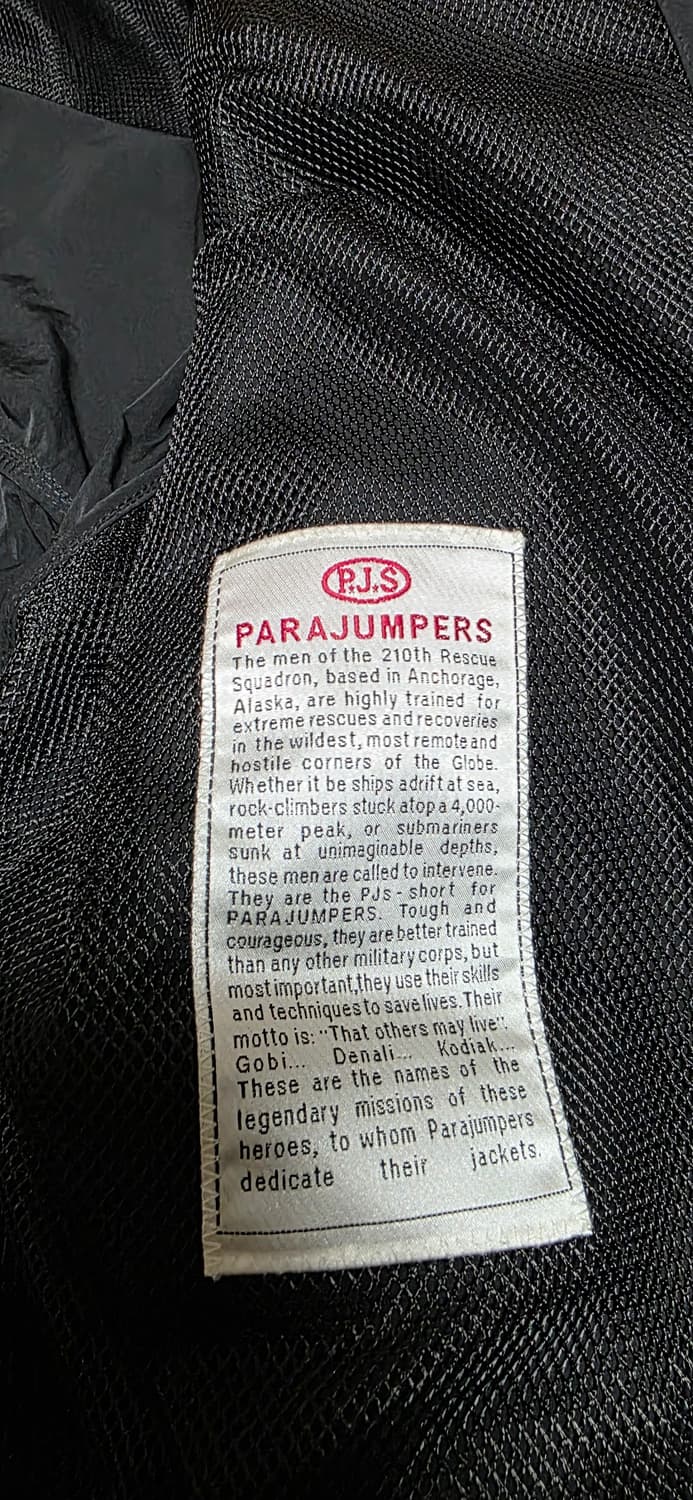 P.J.S
PARAJUMPERS
The men of the 210th Rescue
Squadron, based in Anchorage,
Alaska, are highly trained for
extreme rescues and recoveries
in the wildest, most remote and
hostile corners of the Globe.
Whether it be ships adrift at sea,
rock-climbers stuck atop a 4,000-
meter peak, or submariners
sunk at unimaginable depths,
these men are called to intervene.
They are the PJs - short for
PARAJUMPERS. Tough and
courageous, they are better trained
than any other military corps, but
most important,they use their skills
and techniques to save lives. Their
motto is: "That others may live".
Gobi... Denali... Kodiak...
These are the names of the
legendary missions of these
heroes, to whom Parajumpers
dedicate their jackets.